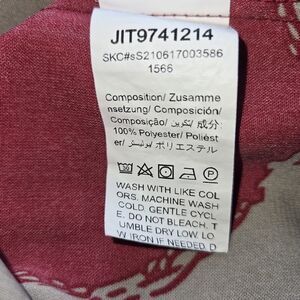 JIT9741214
SKC#sS210617003586
1566
Composition/ Zusamme
nsetzung/ Composición/
Composição/ تكوين/ 成分:
100% Polyester/ Poliést
er/ بوليستر/ ポリエステル
WASH WITH LIKE COL
ORS. MACHINE WASH
COLD. GENTLE CYCL
E. DO NOT BLEACH. T
UMBLE DRY LOW. LO
W IRON IF NEEDED. D